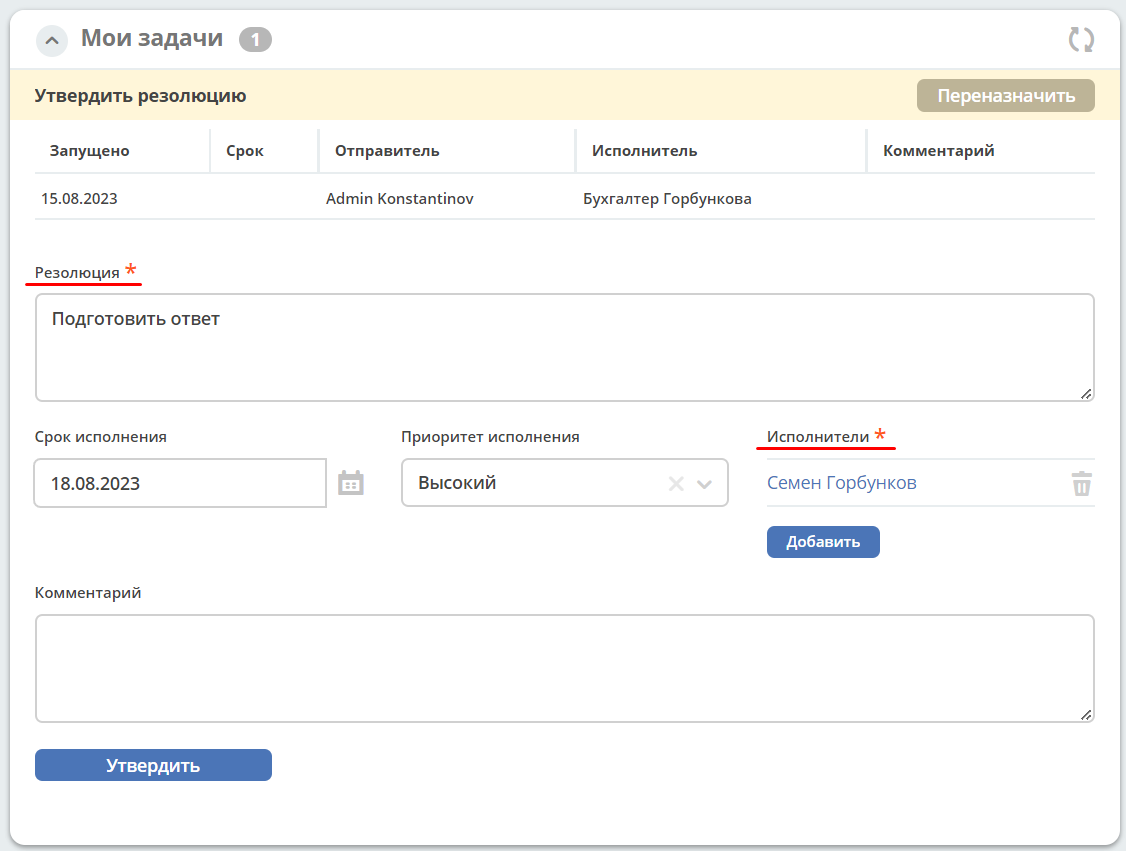 Мои задачи 1
Утвердить резолюцию Переназначить
Запущено Срок Отправитель Исполнитель Комментарий
15.08.2023 Admin Konstantinov Бухгалтер Горбункова
Резолюция *
Подготовить ответ
Срок исполнения Приоритет исполнения Исполнители *
18.08.2023 Высокий Семен Горбунков
Добавить
Комментарий
Утвердить